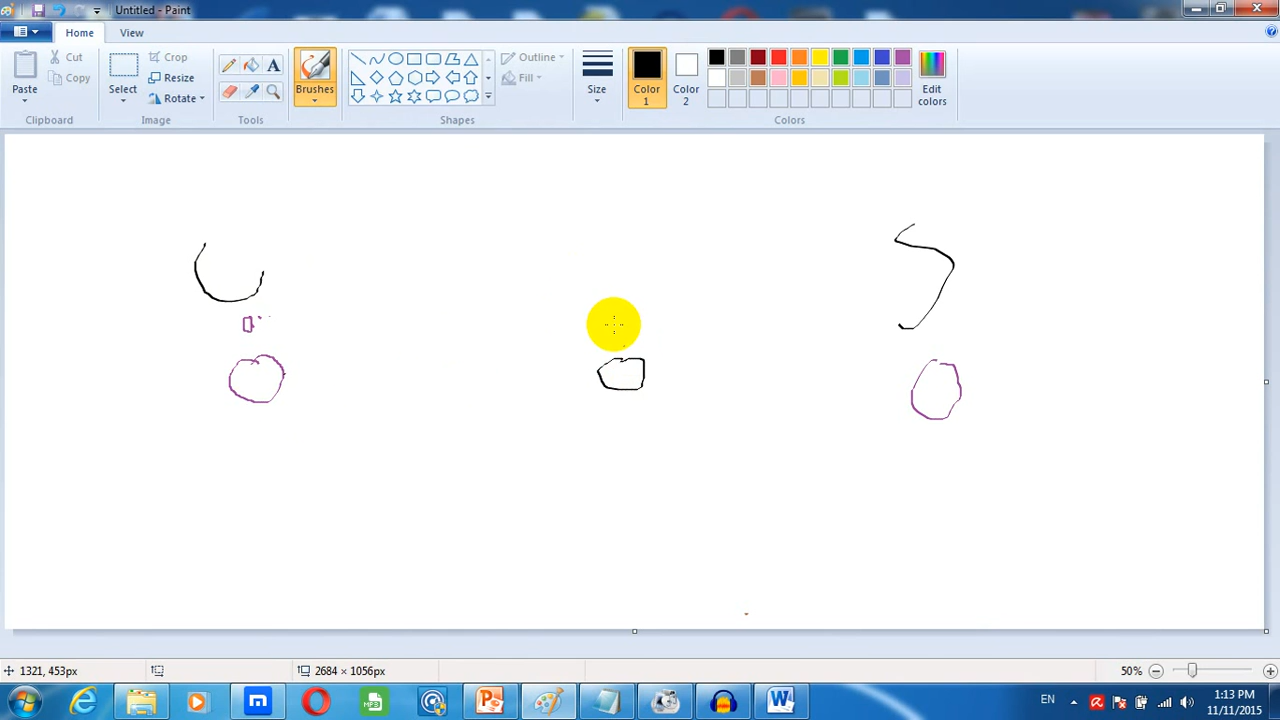 Untitled - Paint
Home View
Paste Cut Copy
Select Crop Resize Rotate
A
Brushes
Outline Fill
Size
Color 1 Color 2
Edit colors
Clipboard Image Tools Shapes Colors
1321, 453px 2684 × 1056px 50%
MP3 EN 1:13 PM
11/11/2015